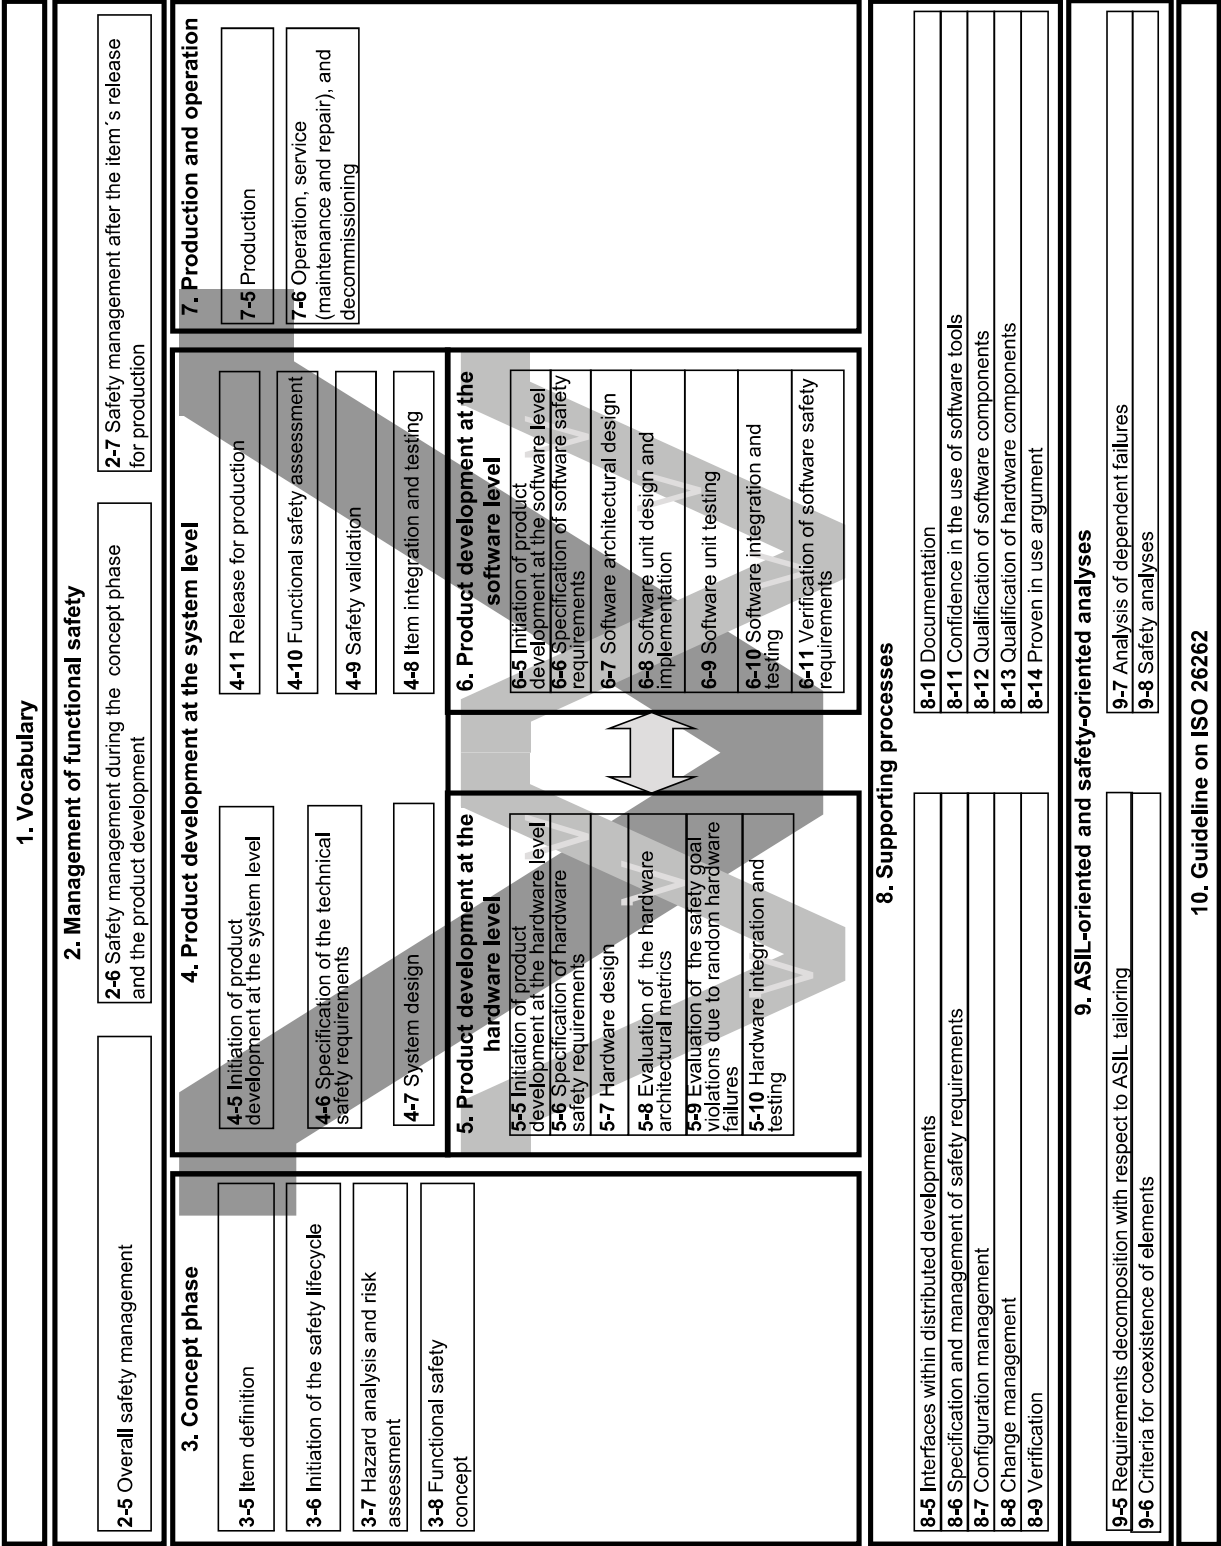 1. Vocabulary
2. Management of functional safety
2-5 Overall safety management
2-6 Safety management during the concept phase
and the product development
2-7 Safety management after the item´s release
for production
3. Concept phase
3-5 Item definition
3-6 Initiation of the safety lifecycle
3-7 Hazard analysis and risk
assessment
3-8 Functional safety
concept
4. Product development at the system level
4-5 Initiation of product
development at the system level
4-6 Specification of the technical
safety requirements
4-7 System design
4-11 Release for production
4-10 Functional safety assessment
4-9 Safety validation
4-8 Item integration and testing
7. Production and operation
7-5 Production
7-6 Operation, service
(maintenance and repair), and
decommissioning
5. Product development at the
hardware level
5-5 Initiation of product
development at the hardware level
5-6 Specification of hardware
safety requirements
5-7 Hardware design
5-8 Evaluation of the hardware
architectural metrics
5-9 Evaluation of the safety goal
violations due to random hardware
failures
5-10 Hardware integration and
testing
6. Product development at the
software level
6-5 Initiation of product
development at the software level
6-6 Specification of software safety
requirements
6-7 Software architectural design
6-8 Software unit design and
implementation
6-9 Software unit testing
6-10 Software integration and
testing
6-11 Verification of software safety
requirements
8. Supporting processes
8-5 Interfaces within distributed developments
8-6 Specification and management of safety requirements
8-7 Configuration management
8-8 Change management
8-9 Verification
8-10 Documentation
8-11 Confidence in the use of software tools
8-12 Qualification of software components
8-13 Qualification of hardware components
8-14 Proven in use argument
9. ASIL-oriented and safety-oriented analyses
9-5 Requirements decomposition with respect to ASIL tailoring
9-6 Criteria for coexistence of elements
9-7 Analysis of dependent failures
9-8 Safety analyses
10. Guideline on ISO 26262